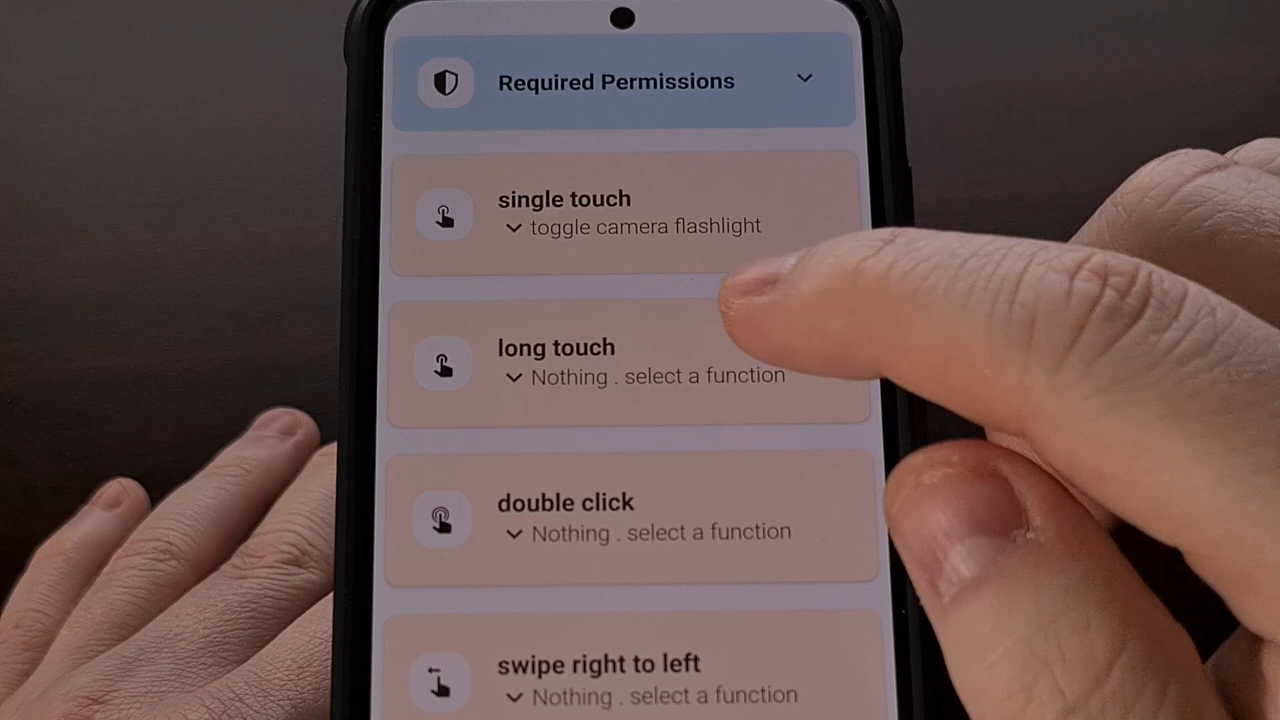 Required Permissions
single touch
toggle camera flashlight
long touch
Nothing . select a function
double click
Nothing . select a function
swipe right to left
Nothing . select a function